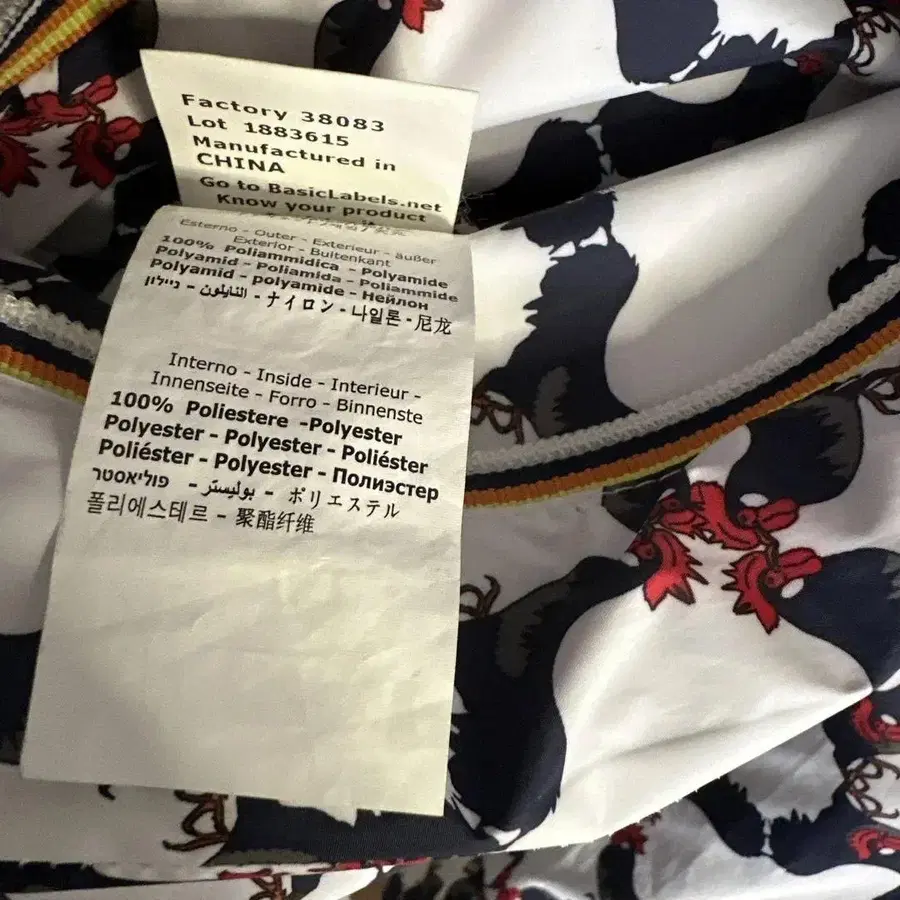 Factory 38083
Lot 1883615
Manufactured in
CHINA
Go to BasicLabels.net
Know your product
Esterno - Outer - Exterieur - äußer
Exterior - Buitenkant
100% Poliammidica - Polyamide
Polyamid - Poliamida - Poliammide
Polyamid - polyamide - Нейлон
ניילון - النايلون - ナイロン - 나일론 - 尼龙
Interno - Inside - Interieur -
Innenseite - Forro - Binnenste
100% Poliestere -Polyester
Polyester - Polyester - Poliéster
Poliéster - Polyester - Полиэстер
פוליאסטר - بوليستر - ポリエステル
폴리에스테르 - 聚酯纤维